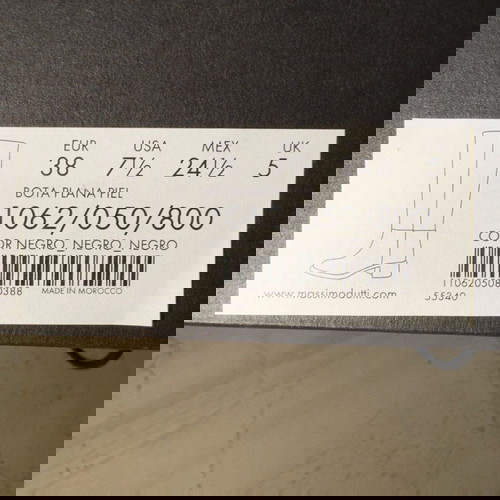 EUR USA MEX UK
38 7½ 24½ 5
BOTA PLANA PIEL
1062/050/800
COLOR NEGRO, NEGRO, NEGRO
MADE IN MOROCCO
www.massimodutti.com